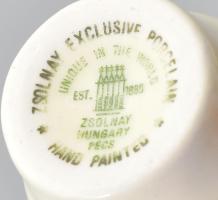 ZSOLNAY EXCLUSIVE PORCELAIN
UNIQUE IN THE WORLD
EST. 1853
ZSOLNAY
HUNGARY
PECS
* HAND PAINTED *